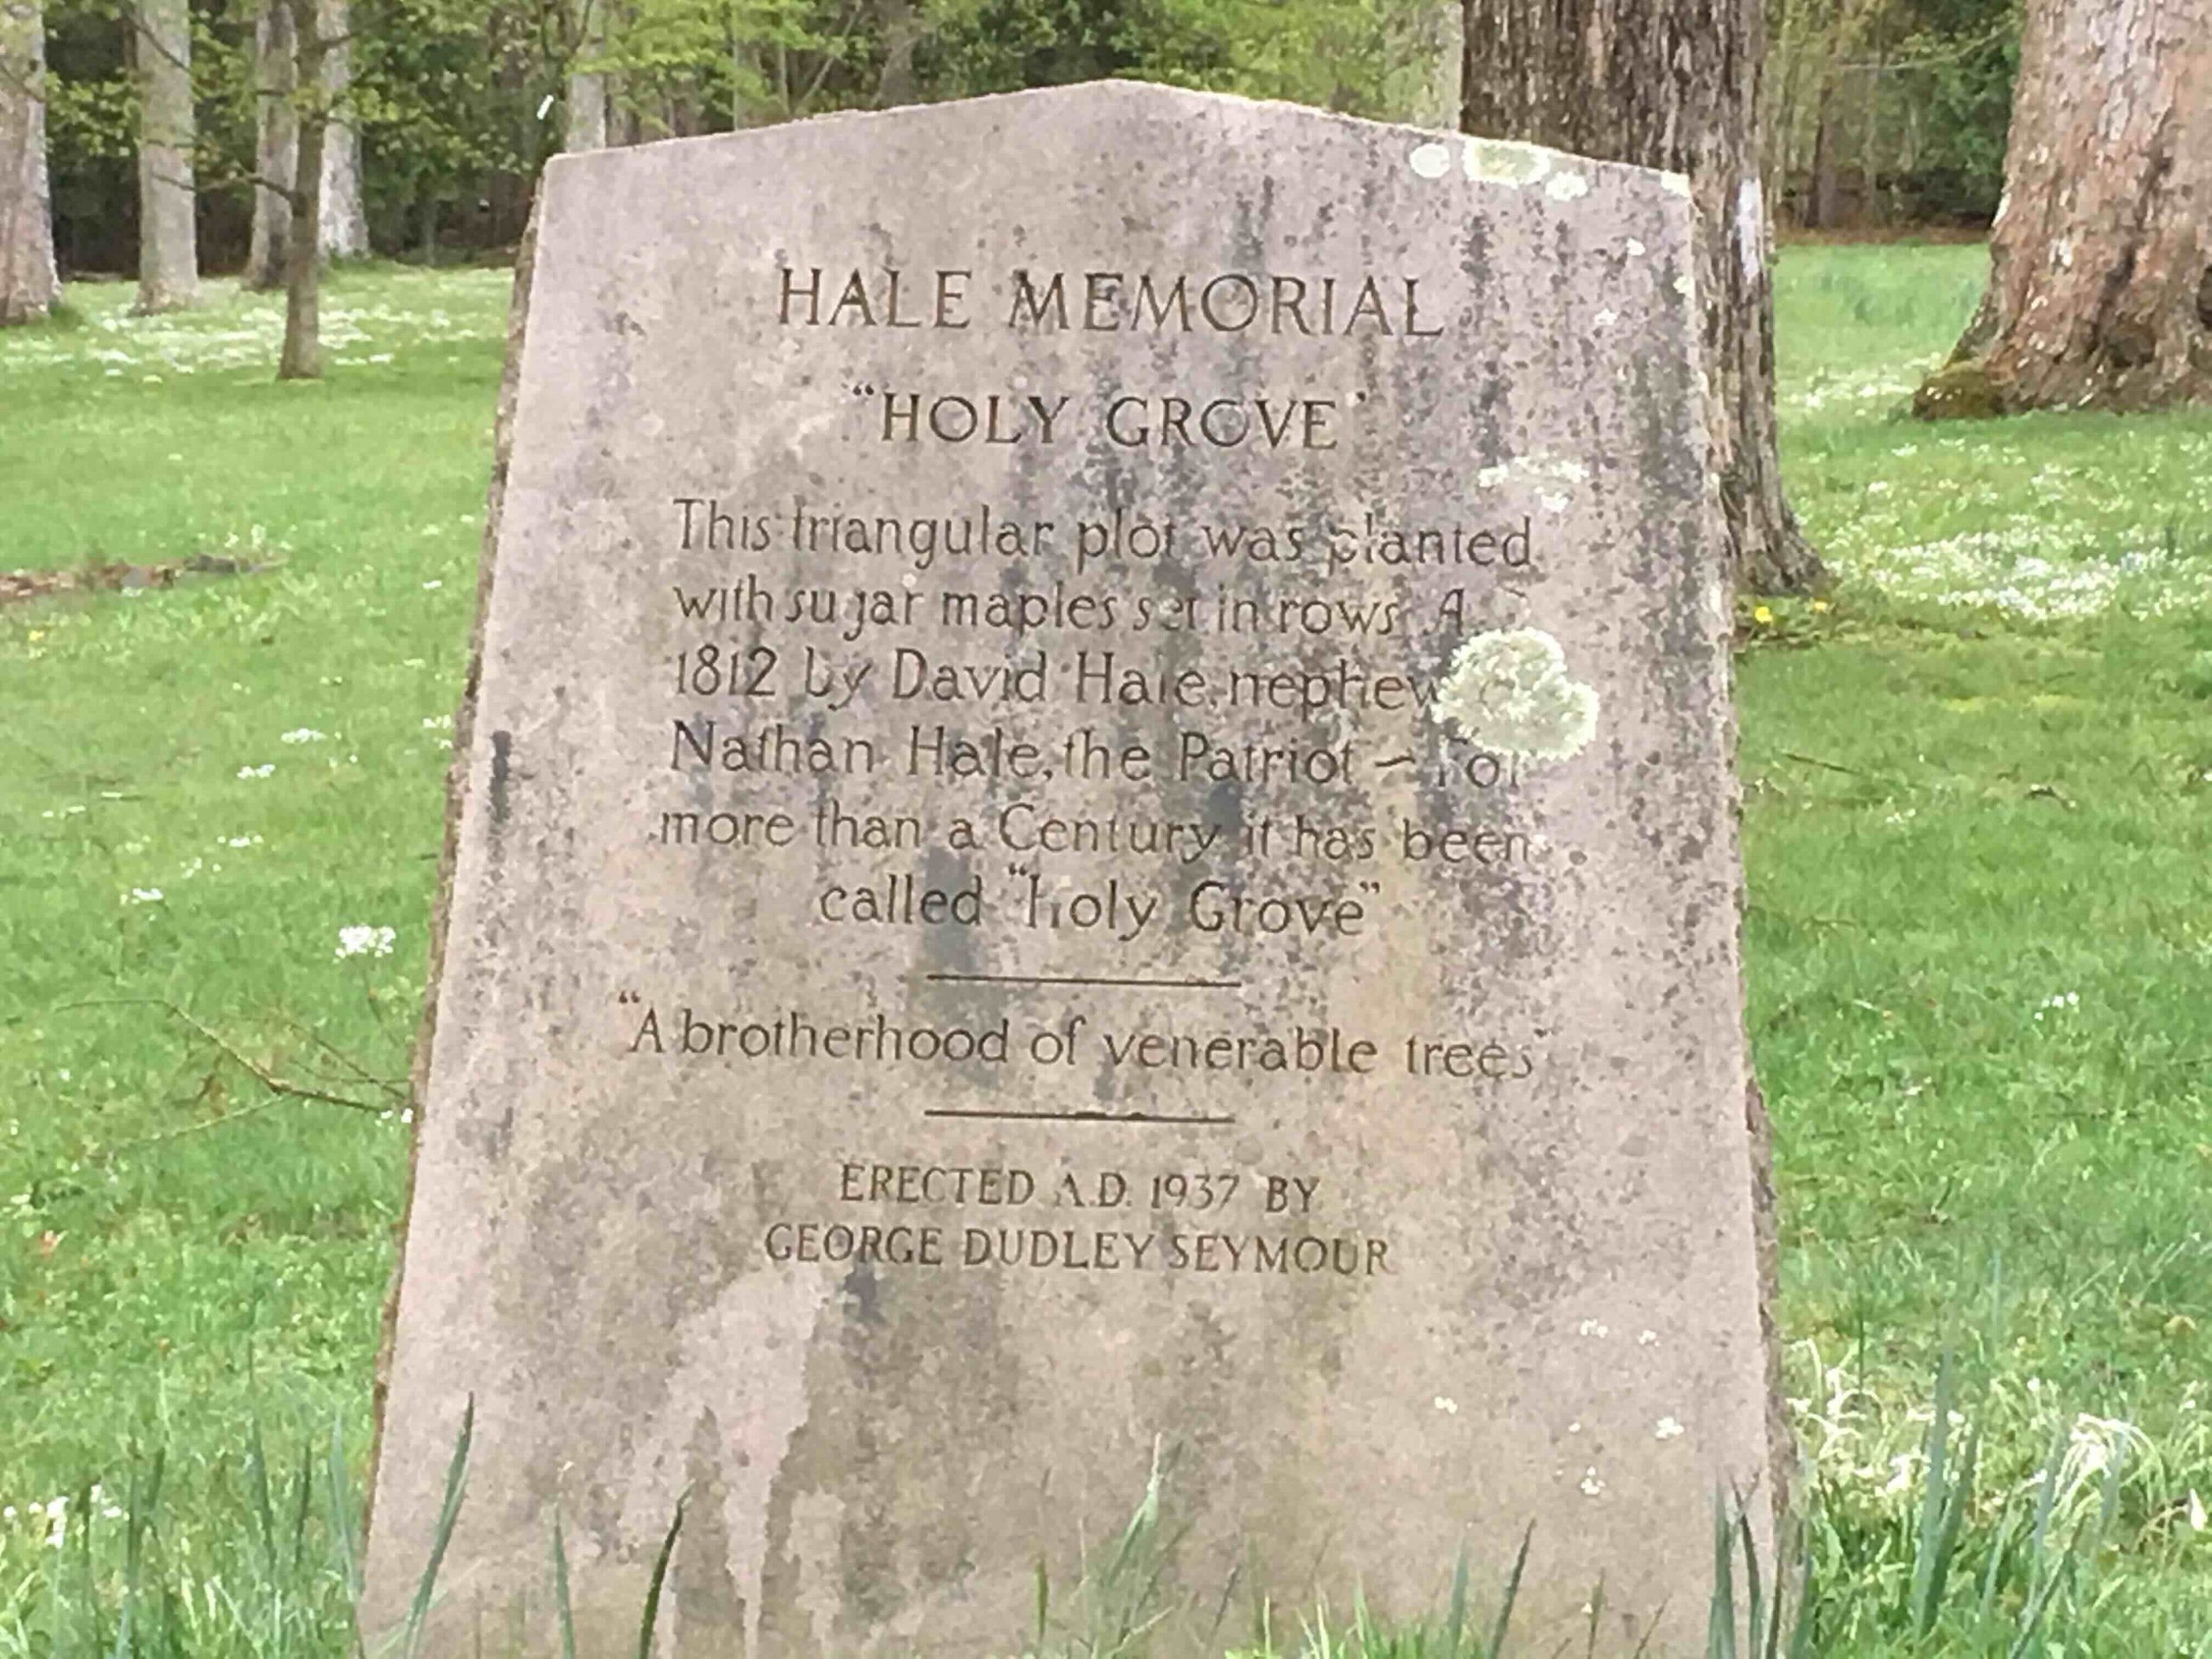 HALE MEMORIAL
"HOLY GROVE"
This triangular plot was planted
with sugar maples set in rows A
1812 by David Hale, nephew
Nathan Hale, the Patriot ~ For
more than a Century it has been
called "Holy Grove"
"A brotherhood of venerable trees"
ERECTED A.D. 1937 BY
GEORGE DUDLEY SEYMOUR